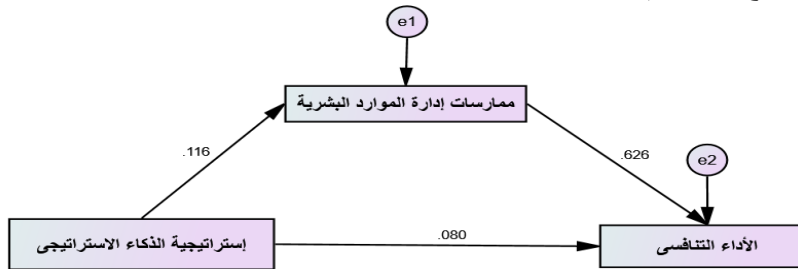 e1
ممارسات إدارة الموارد البشرية
.116
.626
e2
إستراتيجية الذكاء الاستراتيجى
.080
الأداء التنافسى